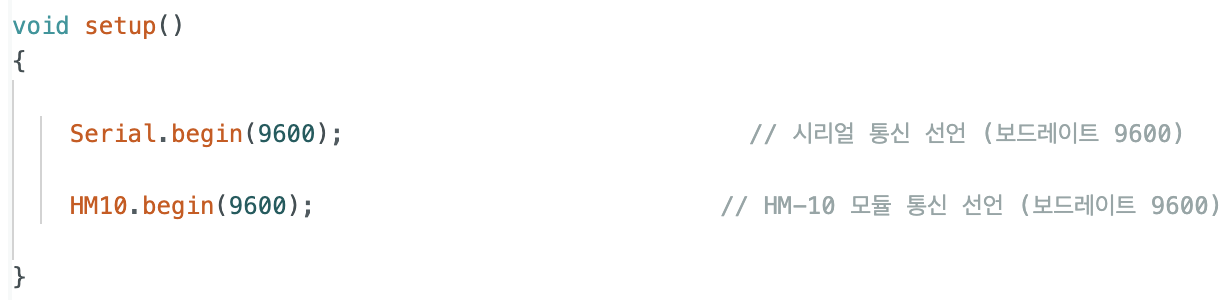 void setup()
{
Serial.begin(9600); // 시리얼 통신 선언 (보드레이트 9600)
HM10.begin(9600); // HM-10 모듈 통신 선언 (보드레이트 9600)
}